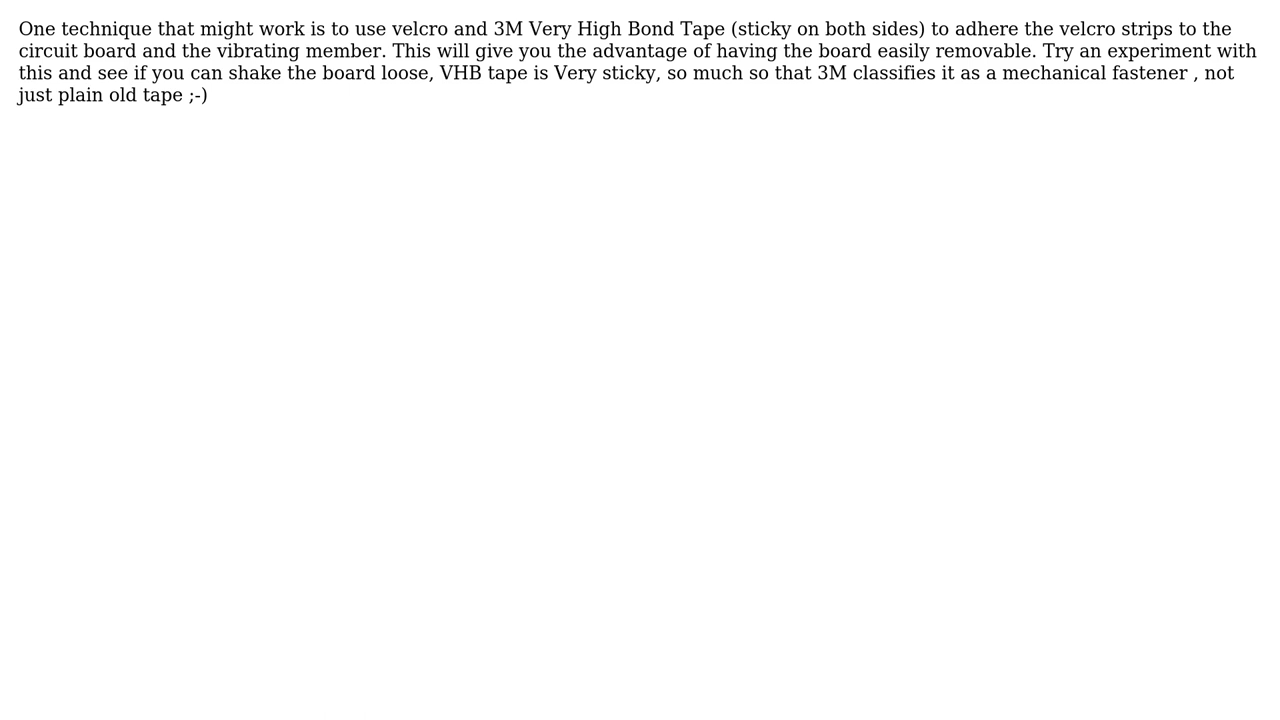 One technique that might work is to use velcro and 3M Very High Bond Tape (sticky on both sides) to adhere the velcro strips to the
circuit board and the vibrating member. This will give you the advantage of having the board easily removable. Try an experiment with
this and see if you can shake the board loose, VHB tape is Very sticky, so much so that 3M classifies it as a mechanical fastener , not
just plain old tape ;-)